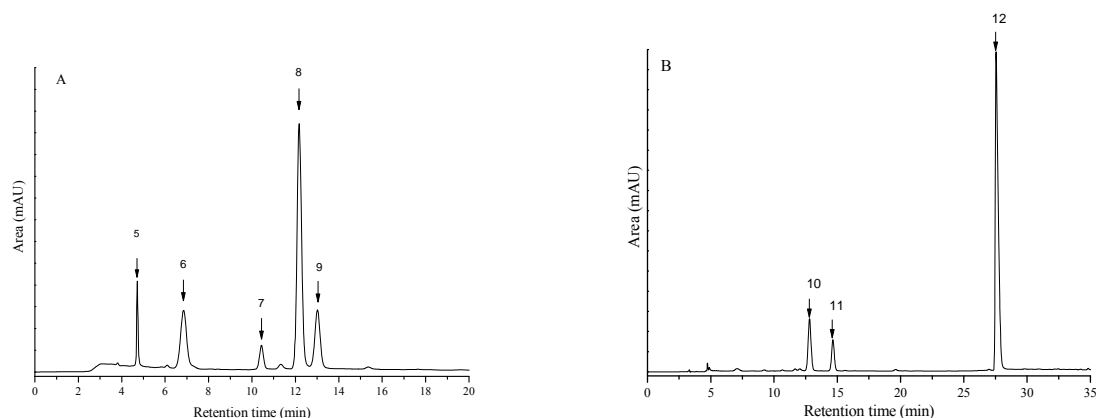 A
8
5
6
9
7
Area (mAU)
0 2 4 6 8 10 12 14 16 18 20
Retention time (min)
12
B
10
11
Area (mAU)
0 5 10 15 20 25 30 35
Retention time (min)